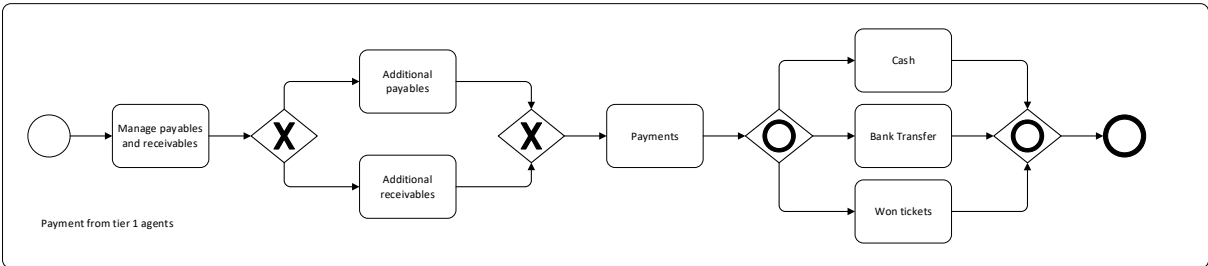 Manage payables
and receivables
X
Additional
payables
Additional
receivables
X
Payments
Cash
Bank Transfer
Won tickets
Payment from tier 1 agents